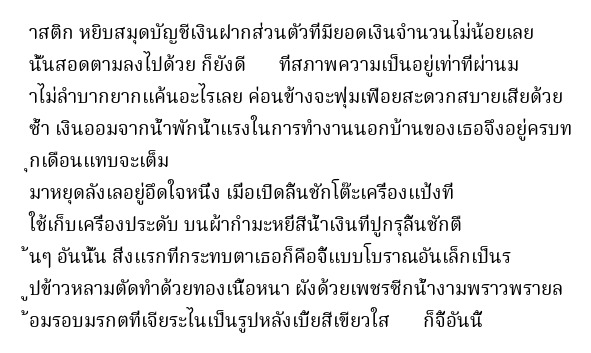 าสติก หยิบสมุดบัญชีเงินฝากส่วนตัวที่มียอดเงินจำนวนไม่น้อยเลย
นั้นสอดตามลงไปด้วย ก็ยังดี ที่สภาพความเป็นอยู่เท่าที่ผ่านม
าไม่ลำบากยากแค้นอะไรเลย ค่อนข้างจะฟุ่มเฟือยสะดวกสบายเสียด้วย
ซ้ำ เงินออมจากน้ำพักน้ำแรงในการทำงานนอกบ้านของเธอจึงอยู่ครบท
ุกเดือนแทบจะเต็ม
มาหยุดลังเลอยู่อึดใจหนึ่ง เมื่อเปิดลิ้นชักโต๊ะเครื่องแป้งที่
ใช้เก็บเครื่องประดับ บนผ้ากำมะหยี่สีน้ำเงินที่ปูกรุลิ้นชักตื
้นๆ อันนั้น สิ่งแรกที่กระทบตาเธอก็คือจี้แบบโบราณอันเล็กเป็นร
ูปข้าวหลามตัดทำด้วยทองเนื้อหนา ฝังด้วยเพชรซีกน้ำงามพราวพรายล
้อมรอบมรกตที่เจียระไนเป็นรูปหลังเบี้ยสีเขียวใส ก็จี้อันนี้